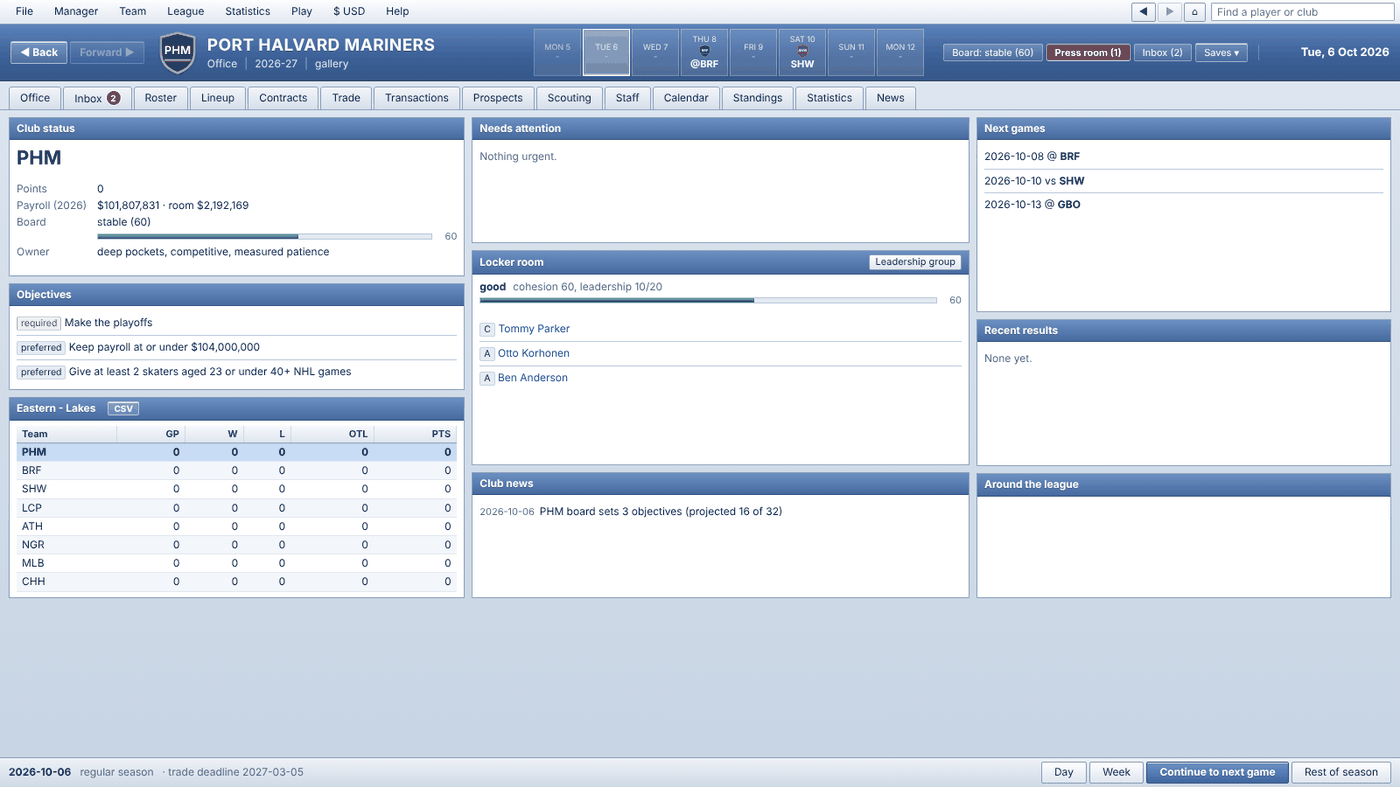 File Manager Team League Statistics Play $ USD Help
◀ ▶ ⌂ Find a player or club
◀ Back Forward ▶
PHM
PORT HALVARD MARINERS
Office | 2026-27 | gallery
MON 5 -
TUE 6 -
WED 7 -
THU 8 @BRF
FRI 9 -
SAT 10 SHW
SUN 11 -
MON 12 -
Board: stable (60) Press room (1) Inbox (2) Saves ▾
Tue, 6 Oct 2026
Office Inbox 2 Roster Lineup Contracts Trade Transactions Prospects Scouting Staff Calendar Standings Statistics News
Club status
PHM
Points 0
Payroll (2026) $101,807,831 · room $2,192,169
Board stable (60)
60
Owner deep pockets, competitive, measured patience
Objectives
required Make the playoffs
preferred Keep payroll at or under $104,000,000
preferred Give at least 2 skaters aged 23 or under 40+ NHL games
Eastern - Lakes CSV
Team GP W L OTL PTS
PHM 0 0 0 0 0
BRF 0 0 0 0 0
SHW 0 0 0 0 0
LCP 0 0 0 0 0
ATH 0 0 0 0 0
NGR 0 0 0 0 0
MLB 0 0 0 0 0
CHH 0 0 0 0 0
Needs attention
Nothing urgent.
Locker room Leadership group
good cohesion 60, leadership 10/20
60
C Tommy Parker
A Otto Korhonen
A Ben Anderson
Club news
2026-10-06 PHM board sets 3 objectives (projected 16 of 32)
Next games
2026-10-08 @ BRF
2026-10-10 vs SHW
2026-10-13 @ GBO
Recent results
None yet.
Around the league
2026-10-06 regular season · trade deadline 2027-03-05
Day Week Continue to next game Rest of season